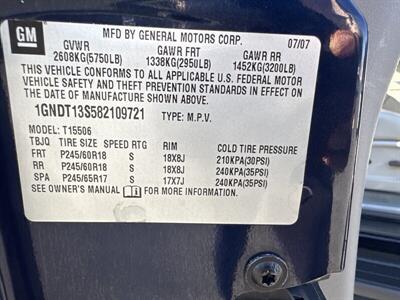 GM
MFD BY GENERAL MOTORS CORP. 07/07
GVWR GAWR FRT GAWR RR
2608KG(5750LB) 1338KG(2950LB) 1452KG(3200LB)
THIS VEHICLE CONFORMS TO ALL APPLICABLE U.S. FEDERAL MOTOR
VEHICLE SAFETY AND THEFT PREVENTION STANDARDS IN EFFECT ON
THE DATE OF MANUFACTURE SHOWN ABOVE.
1GNDT13S582109721 TYPE: M.P.V.
MODEL: T15506
TBJQ TIRE SIZE SPEED RTG RIM COLD TIRE PRESSURE
FRT P245/60R18 S 18X8J 210KPA(30PSI)
RR P245/60R18 S 18X8J 240KPA(35PSI)
SPA P245/65R17 S 17X7J 240KPA(35PSI)
SEE OWNER'S MANUAL FOR MORE INFORMATION.